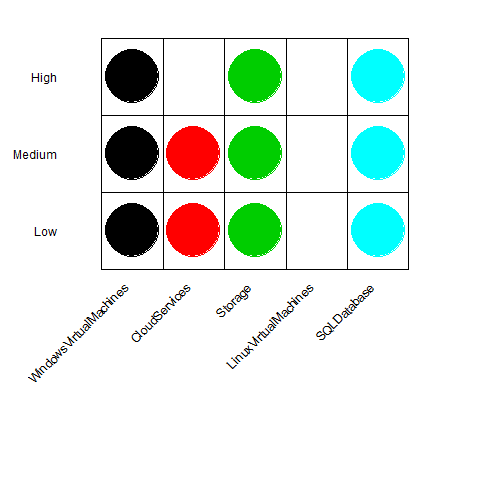 High
Medium
Low
WindowsVirtualMachines
CloudServices
Storage
LinuxVirtualMachines
SQLDatabase